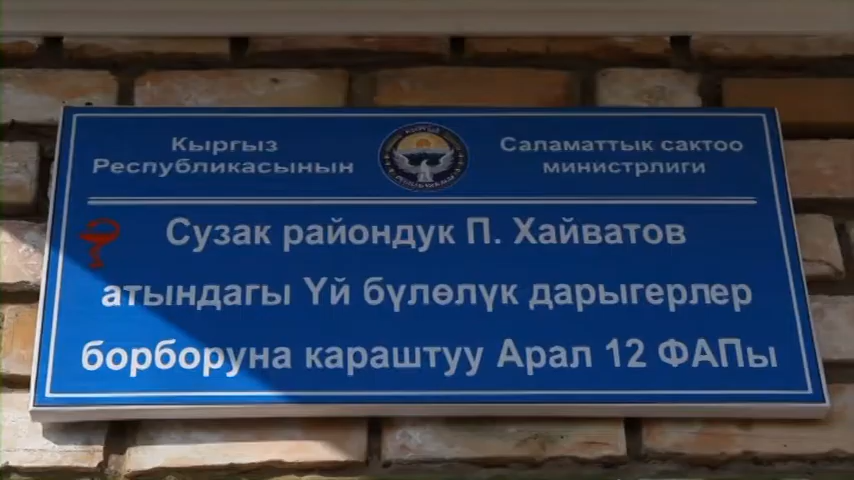 Кыргыз
Республикасынын
Саламаттык сактоо
министрлиги
Сузак райондук П. Хайватов
атындагы Үй бүлөлүк дарыгерлер
борборуна караштуу Арал 12 ФАПы